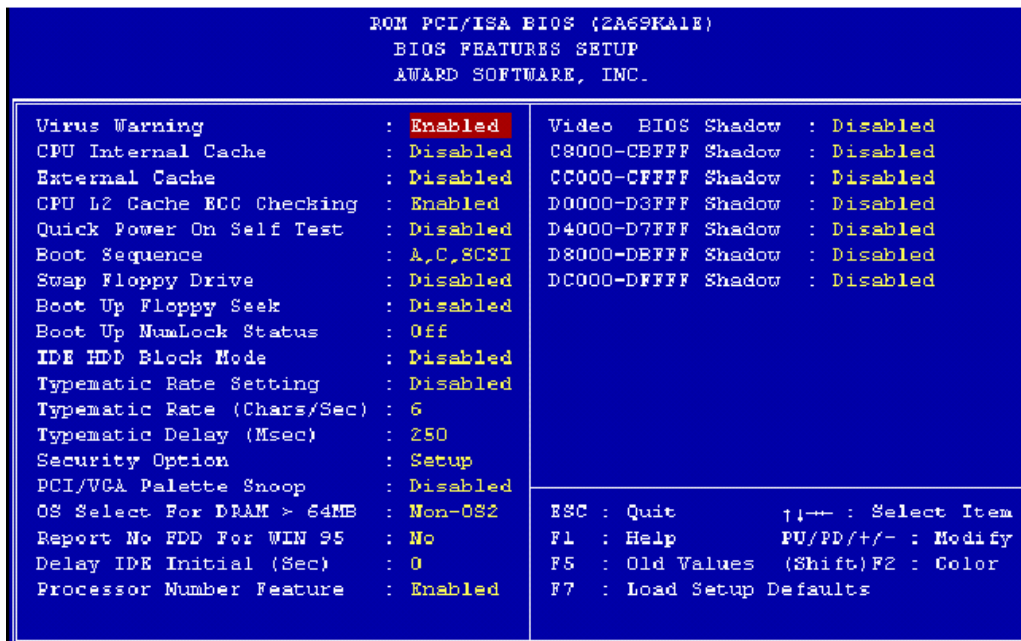 ROM PCI/ISA BIOS (2A69KA1E)
BIOS FEATURES SETUP
AWARD SOFTWARE, INC.
Virus Warning : Enabled
CPU Internal Cache : Disabled
External Cache : Disabled
CPU L2 Cache ECC Checking : Enabled
Quick Power On Self Test : Disabled
Boot Sequence : A,C,SCSI
Swap Floppy Drive : Disabled
Boot Up Floppy Seek : Disabled
Boot Up NumLock Status : Off
IDE HDD Block Mode : Disabled
Typematic Rate Setting : Disabled
Typematic Rate (Chars/Sec) : 6
Typematic Delay (Msec) : 250
Security Option : Setup
PCI/VGA Palette Snoop : Disabled
OS Select For DRAM > 64MB : Non-OS2
Report No FDD For WIN 95 : No
Delay IDE Initial (Sec) : 0
Processor Number Feature : Enabled
Video BIOS Shadow : Disabled
C8000-CBFFF Shadow : Disabled
CC000-CFFFF Shadow : Disabled
D0000-D3FFF Shadow : Disabled
D4000-D7FFF Shadow : Disabled
D8000-DBFFF Shadow : Disabled
DC000-DFFFF Shadow : Disabled
ESC : Quit ↑↓→← : Select Item
F1 : Help PU/PD/+/- : Modify
F5 : Old Values (Shift)F2 : Color
F7 : Load Setup Defaults